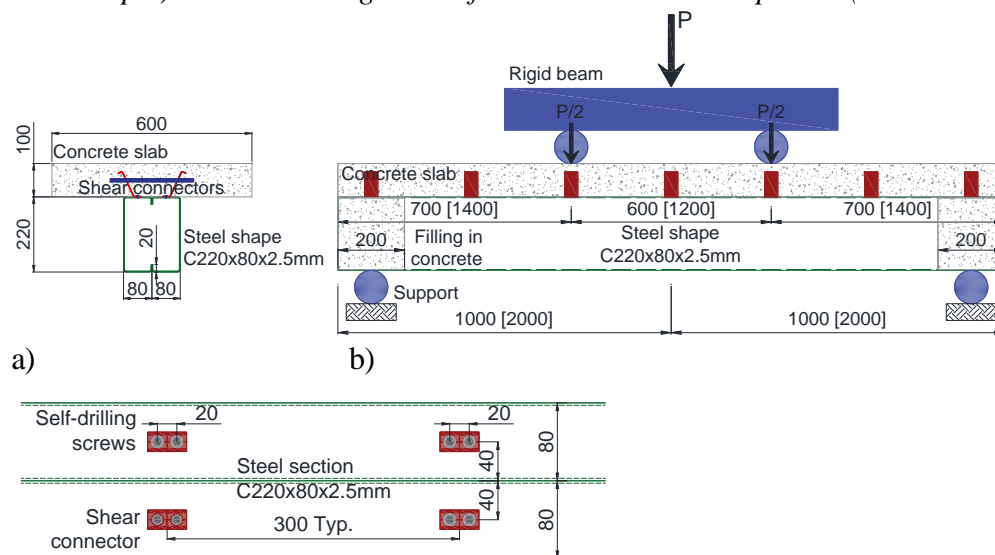 P
Rigid beam
P/2
P/2
600
100
Concrete slab
Shear connectors
220
20
Steel shape
C220x80x2.5mm
80
80
Concrete slab
700 [1400]
600 [1200]
700 [1400]
200
Filling in
concrete
Steel shape
C220x80x2.5mm
200
Support
1000 [2000]
1000 [2000]
a)
b)
Self-drilling
screws
20
20
40
80
Steel section
C220x80x2.5mm
40
80
Shear
connector
300 Typ.